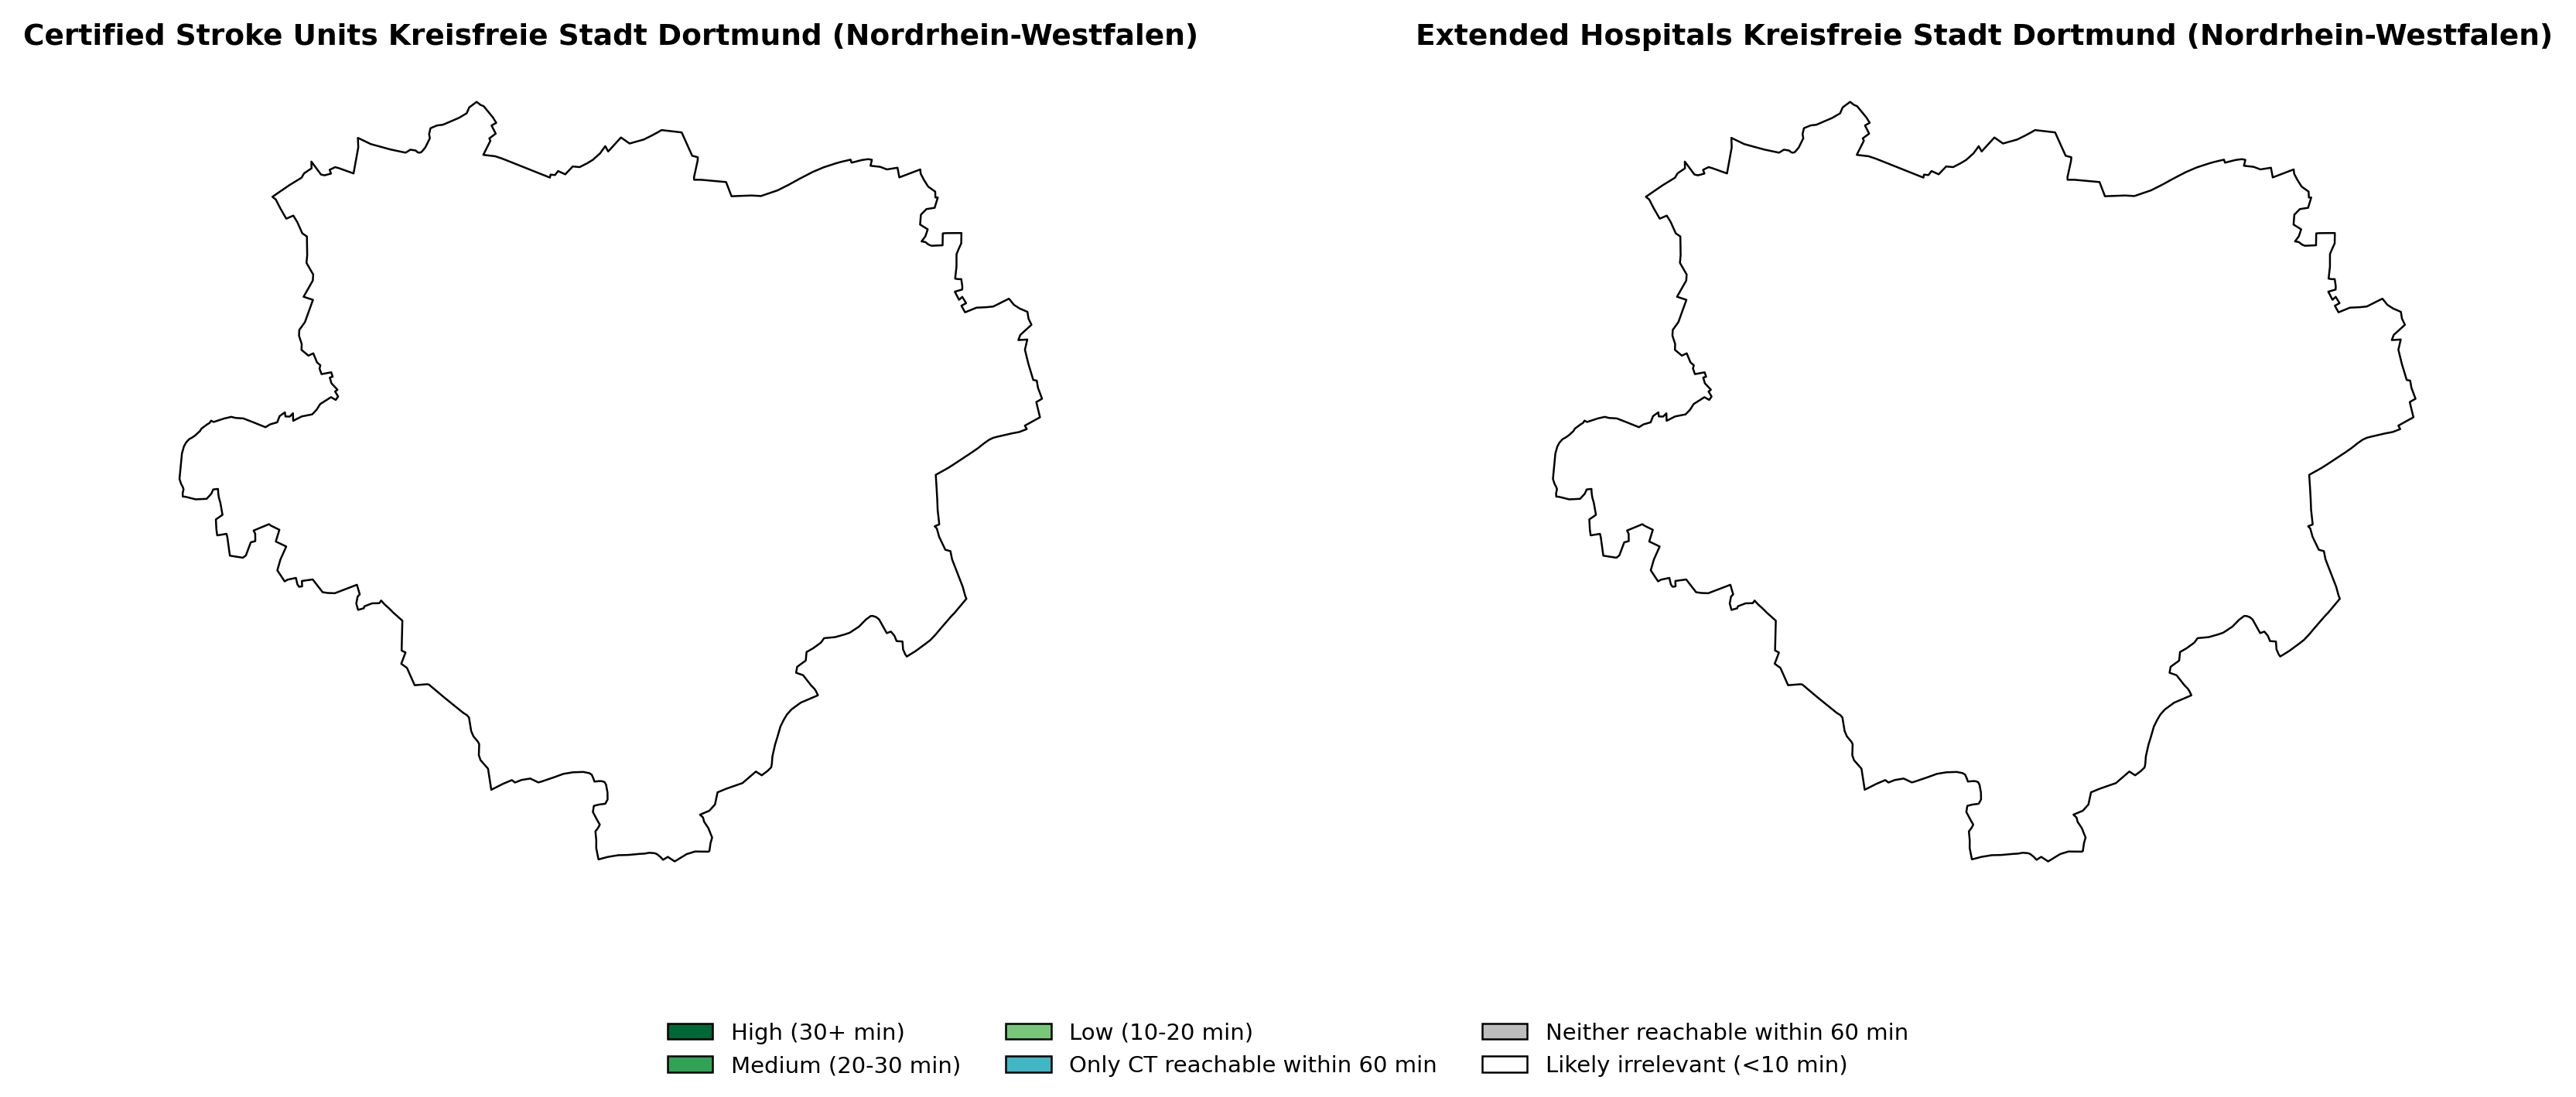 Certified Stroke Units Kreisfreie Stadt Dortmund (Nordrhein-Westfalen)
Extended Hospitals Kreisfreie Stadt Dortmund (Nordrhein-Westfalen)
High (30+ min)
Medium (20-30 min)
Low (10-20 min)
Only CT reachable within 60 min
Neither reachable within 60 min
Likely irrelevant (<10 min)